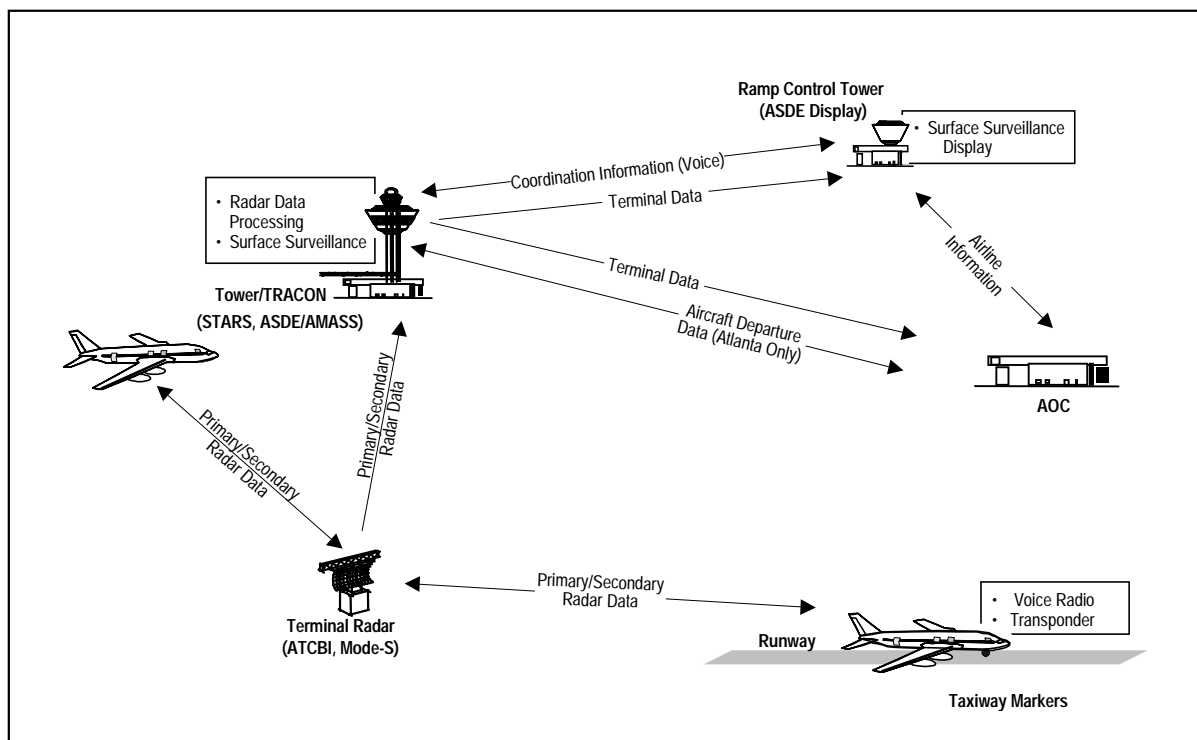 Ramp Control Tower
(ASDE Display)
• Surface Surveillance
Display
Coordination Information (Voice)
Terminal Data
• Radar Data
Processing
• Surface Surveillance
Tower/TRACON
(STARS, ASDE/AMASS)
Terminal Data
Aircraft Departure
Data (Atlanta Only)
Airline
Information
AOC
Primary/Secondary
Radar Data
Primary/Secondary
Radar Data
Terminal Radar
(ATCBI, Mode-S)
Primary/Secondary
Radar Data
• Voice Radio
• Transponder
Runway
Taxiway Markers